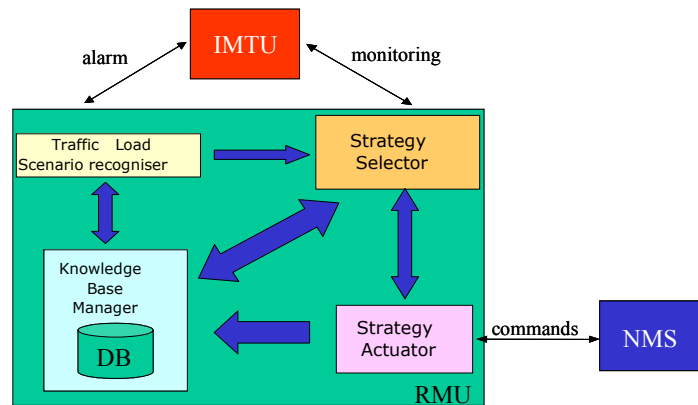 IMTU
alarm
monitoring
Traffic Load
Scenario recogniser
Strategy
Selector
Knowledge
Base
Manager
DB
Strategy
Actuator
commands
NMS
RMU